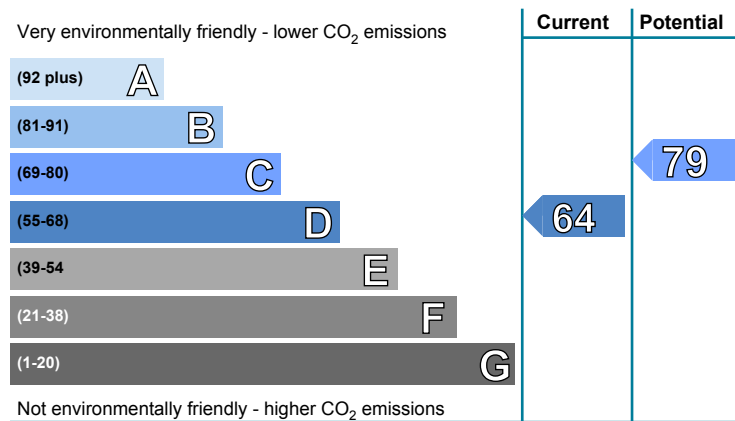 Current Potential
Very environmentally friendly - lower CO₂ emissions
(92 plus) A
(81-91) B
(69-80) C
79
(55-68) D
64
(39-54 E
(21-38) F
(1-20) G
Not environmentally friendly - higher CO₂ emissions